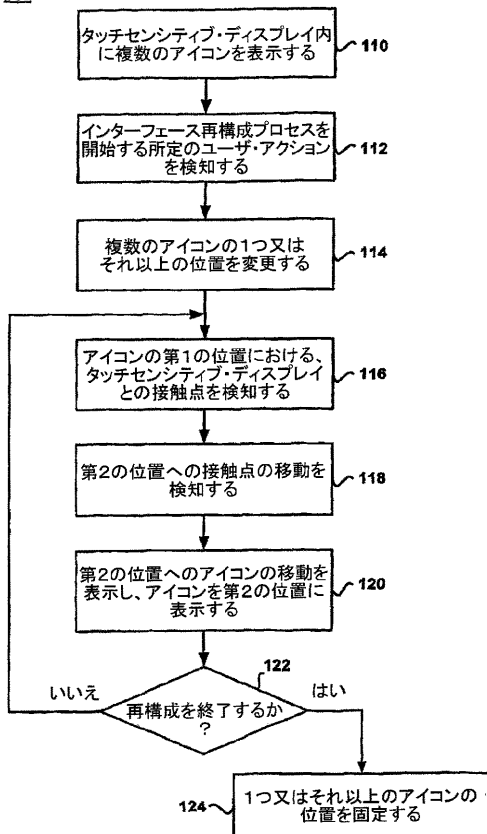 タッチセンシティブ・ディスプレイ内
に複数のアイコンを表示する
110
インターフェース再構成プロセスを
開始する所定のユーザ・アクション
を検知する
112
複数のアイコンの1つ又は
それ以上の位置を変更する
114
アイコンの第1の位置における、
タッチセンシティブ・ディスプレイ
との接触点を検知する
116
第2の位置への接触点の移動を
検知する
118
第2の位置へのアイコンの移動を
表示し、アイコンを第2の位置に
表示する
120
122
いいえ
再構成を終了するか
?
はい
124
1つ又はそれ以上のアイコンの
位置を固定する